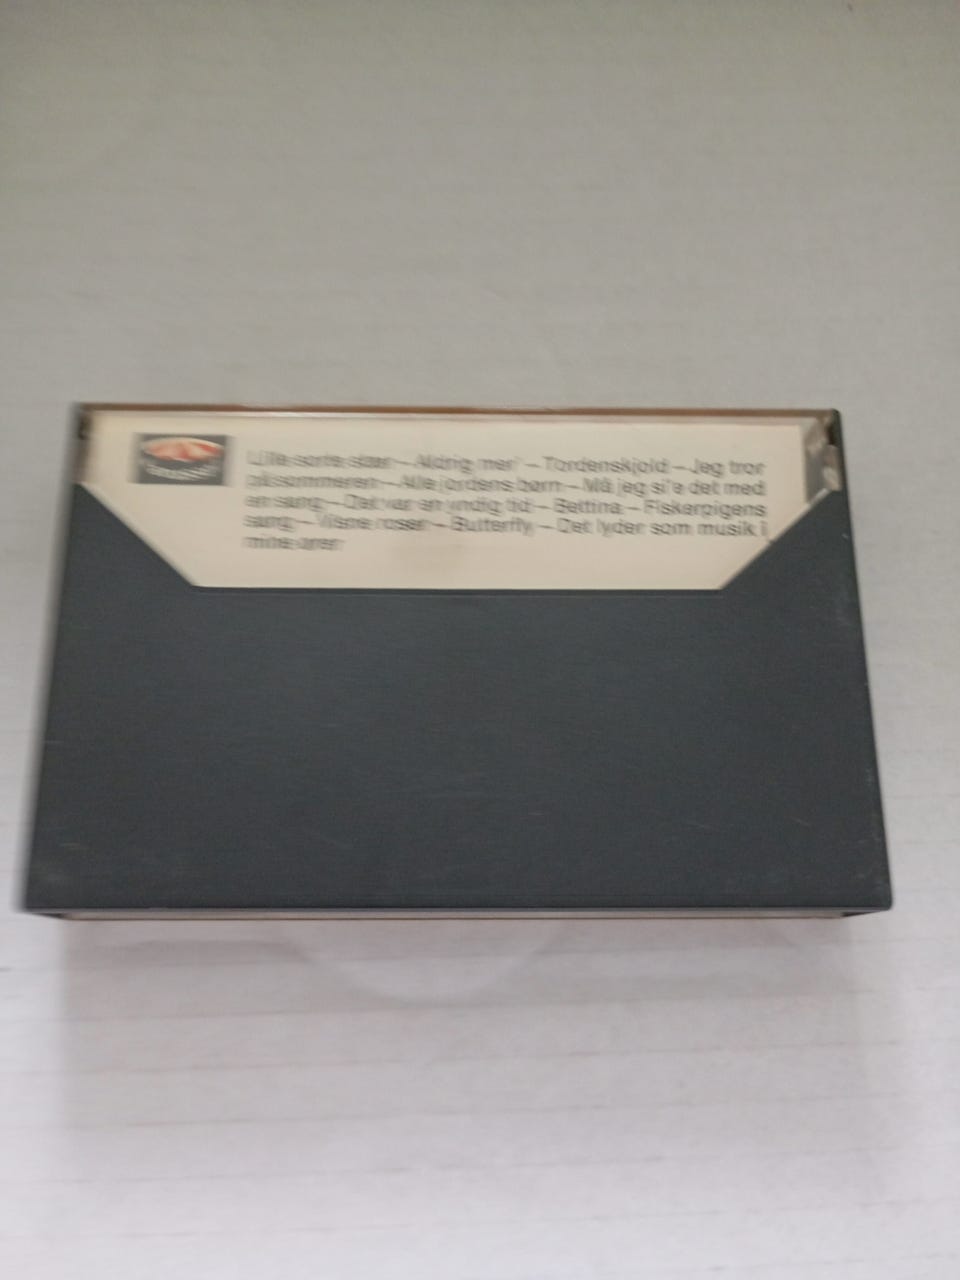 Lille sorte stær – Aldrig mer' – Tordenskjold – Jeg tror
på sommeren – Alle jordens børn – Må jeg si'e det med
en sang – Det var en yndig tid – Bettina – Fiskerpigens
sang – Visne roser – Butterfly – Det lyder som musik i
mine ører